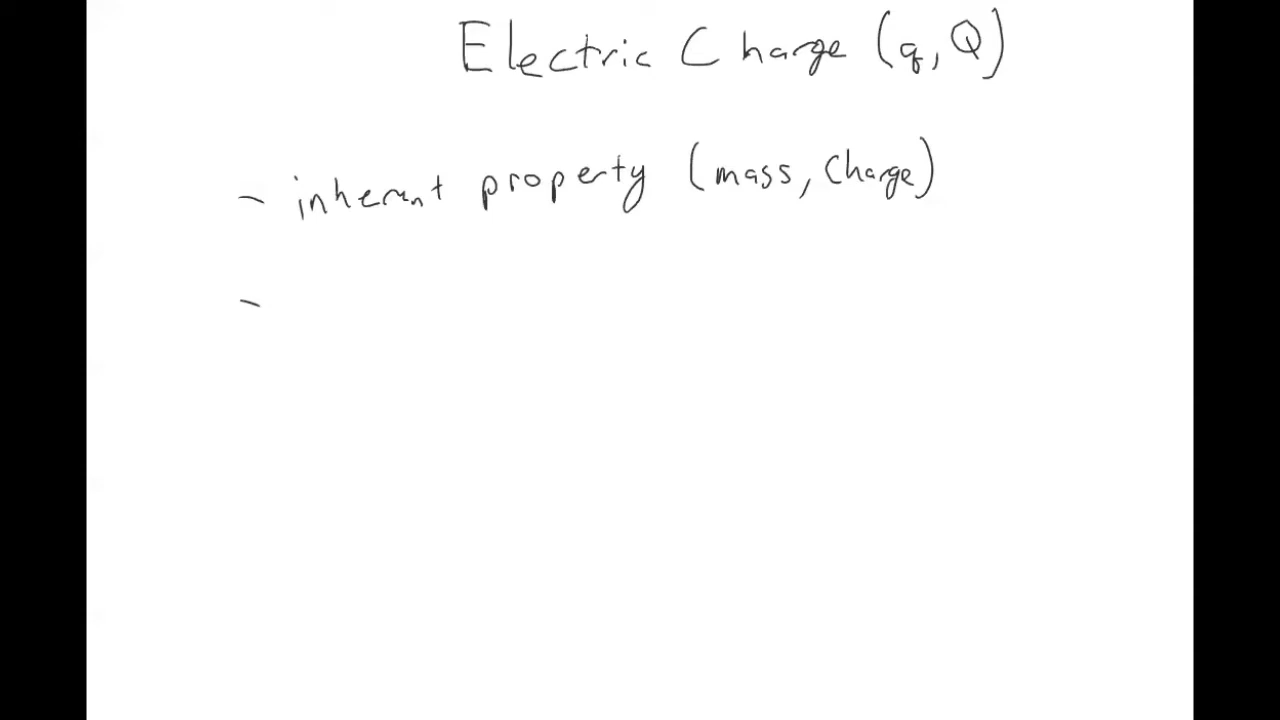 Electric Charge (q, Q)
- inherent property (mass, Charge)
-